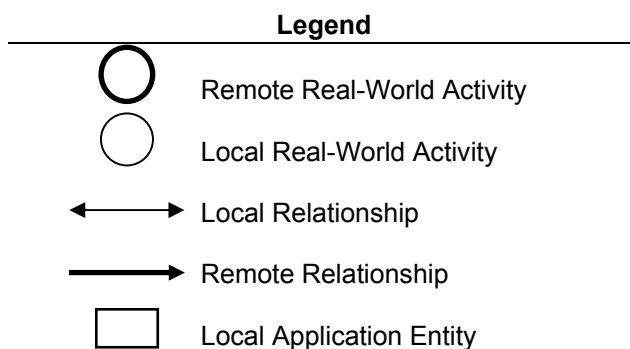 Legend
Remote Real-World Activity
Local Real-World Activity
Local Relationship
Remote Relationship
Local Application Entity